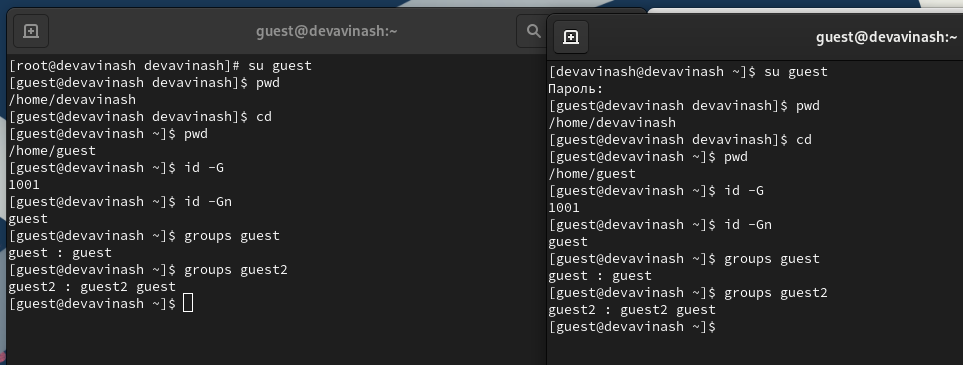 guest@devavinash:~
[root@devavinash devavinash]# su guest
[guest@devavinash devavinash]$ pwd
/home/devavinash
[guest@devavinash devavinash]$ cd
[guest@devavinash ~]$ pwd
/home/guest
[guest@devavinash ~]$ id -G
1001
[guest@devavinash ~]$ id -Gn
guest
[guest@devavinash ~]$ groups guest
guest : guest
[guest@devavinash ~]$ groups guest2
guest2 : guest2 guest
[guest@devavinash ~]$
guest@devavinash:~
[devavinash@devavinash ~]$ su guest
Пароль:
[guest@devavinash devavinash]$ pwd
/home/devavinash
[guest@devavinash devavinash]$ cd
[guest@devavinash ~]$ pwd
/home/guest
[guest@devavinash ~]$ id -G
1001
[guest@devavinash ~]$ id -Gn
guest
[guest@devavinash ~]$ groups guest
guest : guest
[guest@devavinash ~]$ groups guest2
guest2 : guest2 guest
[guest@devavinash ~]$